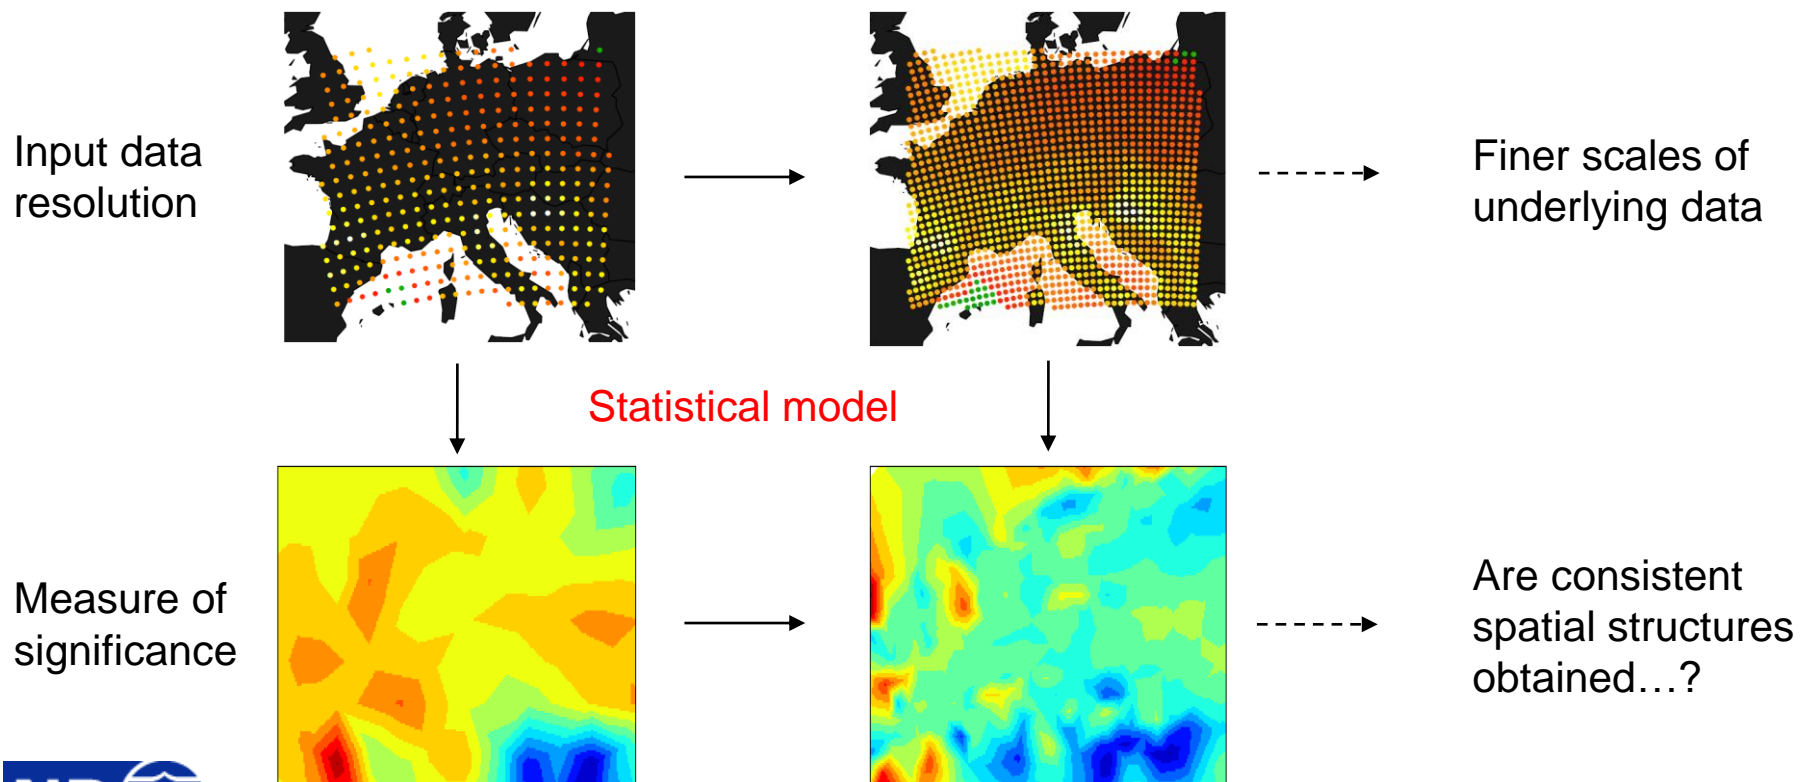 Input data
resolution
Finer scales of
underlying data
Statistical model
Measure of
significance
Are consistent
spatial structures
obtained…?